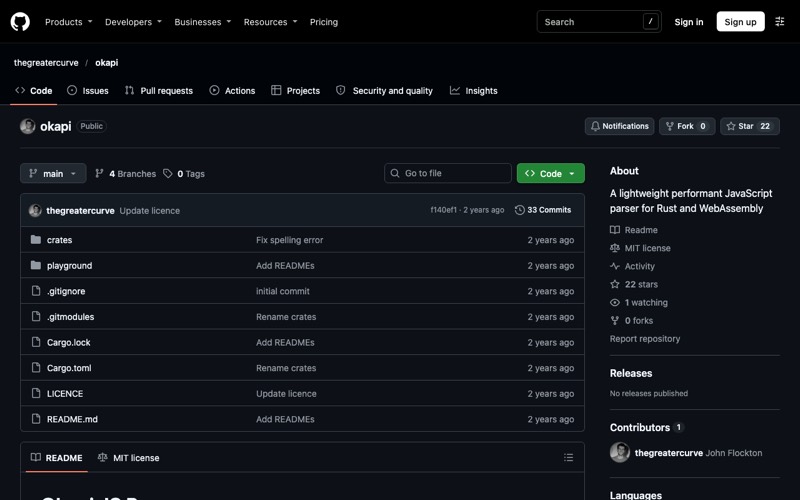 Products Developers Businesses Resources Pricing Search / Sign in Sign up
thegreatercurve / okapi
Code Issues Pull requests Actions Projects Security and quality Insights
okapi Public Notifications Fork 0 Star 22
main 4 Branches 0 Tags Go to file Code
thegreatercurve Update licence f140ef1 · 2 years ago 33 Commits
crates Fix spelling error 2 years ago
playground Add READMEs 2 years ago
.gitignore initial commit 2 years ago
.gitmodules Rename crates 2 years ago
Cargo.lock Add READMEs 2 years ago
Cargo.toml Rename crates 2 years ago
LICENCE Update licence 2 years ago
README.md Add READMEs 2 years ago
README MIT license
About
A lightweight performant JavaScript
parser for Rust and WebAssembly
Readme
MIT license
Activity
22 stars
1 watching
0 forks
Report repository
Releases
No releases published
Contributors 1
thegreatercurve John Flockton
Languages